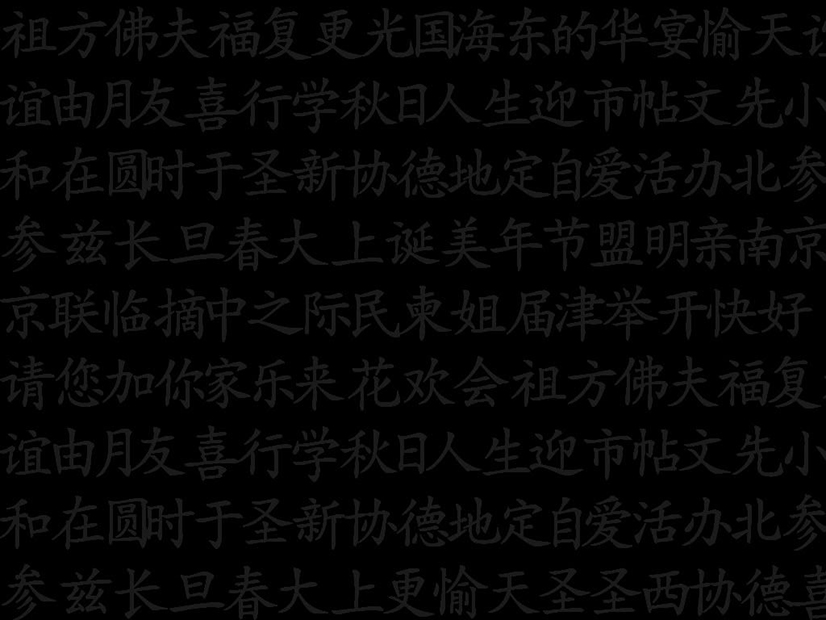 祖方佛夫福复更光国海东的华宴愉天
谊由月友喜行学秋日人生迎市帖文先小
和在圆时于圣新协德地定自爱活办北参
参兹长旦春大上诞美年节盟明亲南京
京联临摘中之际民柬姐届津举开快好
请您加你家乐来花欢会祖方佛夫福复
谊由月友喜行学秋日人生迎市帖文先小
和在圆时于圣新协德地定自爱活办北参
参兹长旦春大上更愉天圣圣西协德喜